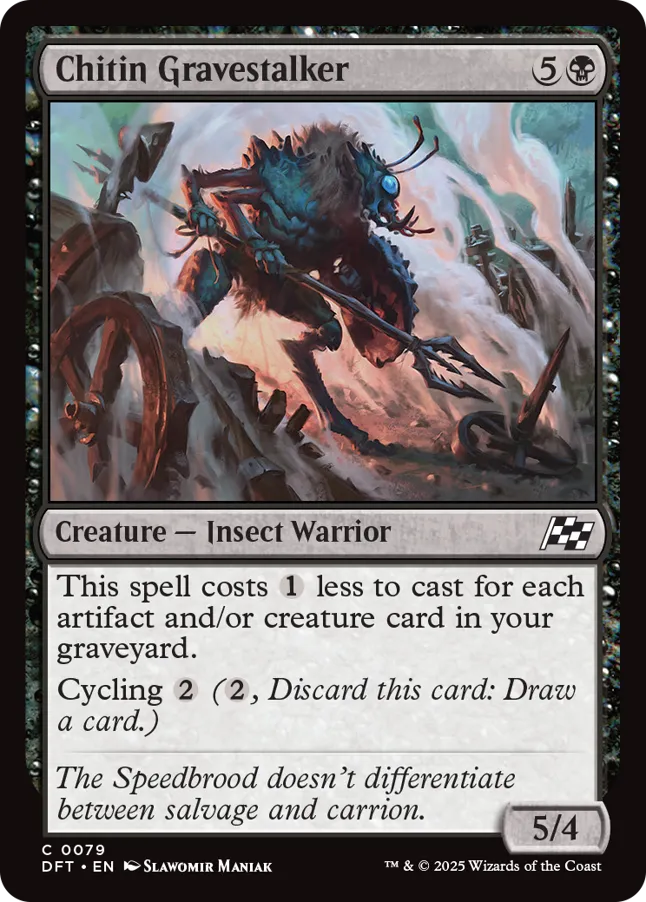 Chitin Gravestalker 5
Creature — Insect Warrior
This spell costs 1 less to cast for each
artifact and/or creature card in your
graveyard.
Cycling 2 (2, Discard this card: Draw
a card.)
The Speedbrood doesn't differentiate
between salvage and carrion.
5/4
C 0079
DFT • EN Slawomir Maniak ™ & © 2025 Wizards of the Coast